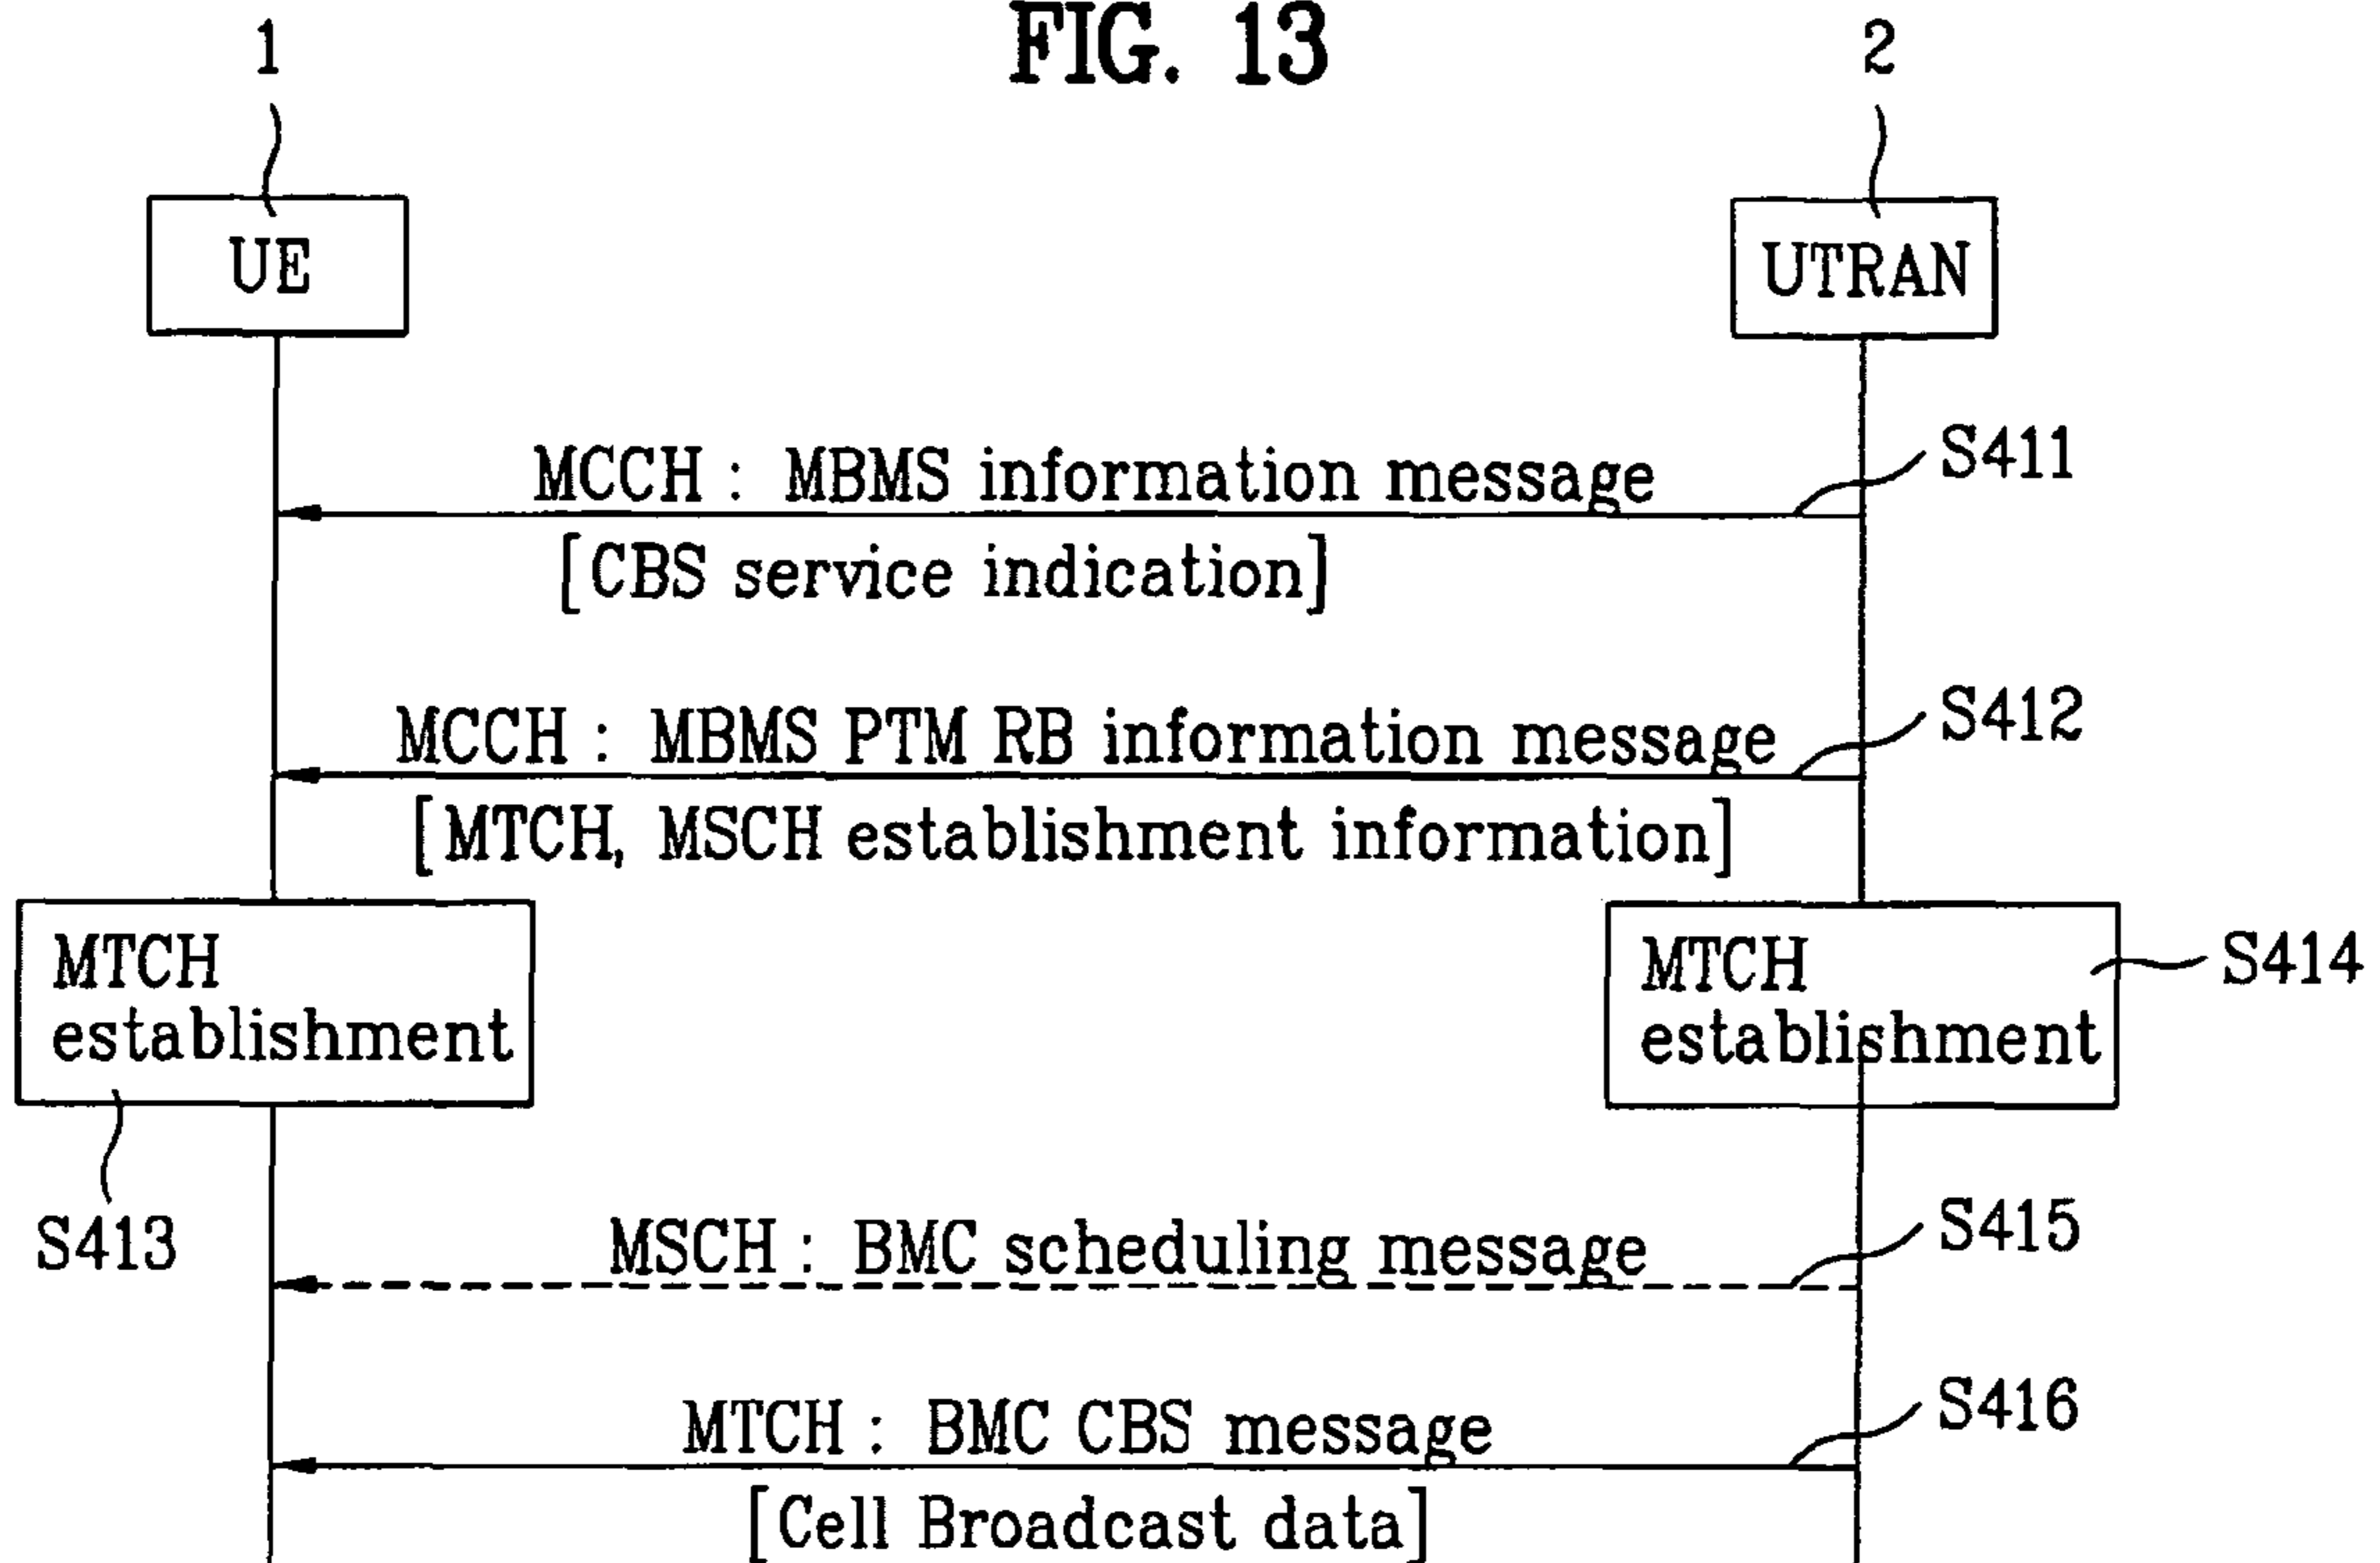 FIG. 13
1
2
UE
UTRAN
MCCH : MBMS information message
S411
[CBS service indication]
MCCH : MBMS PTM RB information message
S412
[MTCH, MSCH establishment information]
MTCH
establishment
MTCH
establishment
S414
S413
MSCH : BMC scheduling message
S415
MTCH : BMC CBS message
S416
[Cell Broadcast data]